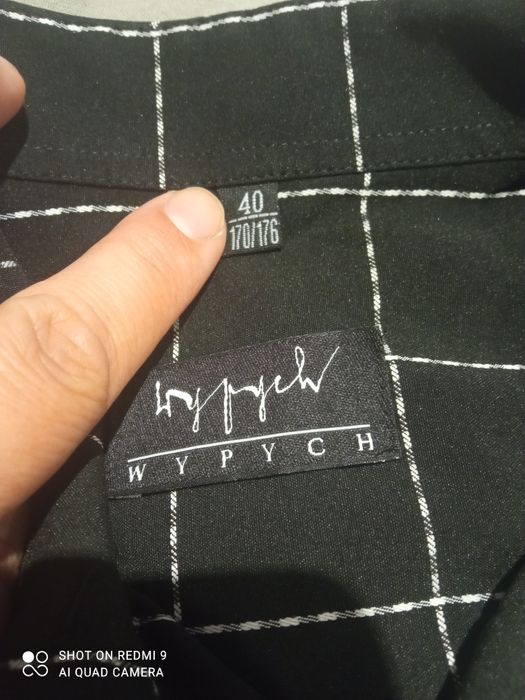 40
170/176
wypych
WYPYCH
SHOT ON REDMI 9
AI QUAD CAMERA